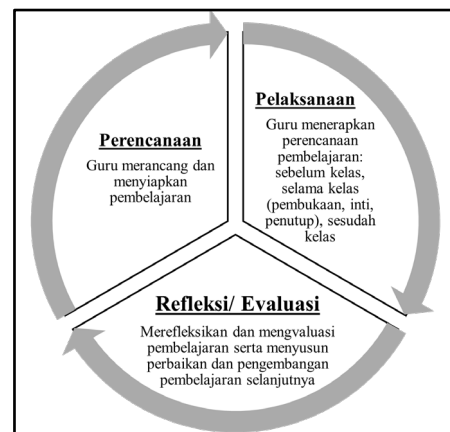 Perencanaan
Guru merancang dan
menyiapkan
pembelajaran
Pelaksanaan
Guru menerapkan
perencanaan
pembelajaran:
sebelum kelas,
selama kelas
(pembukaan, inti,
penutup), sesudah
kelas
Refleksi/ Evaluasi
Merefleksikan dan mengvaluasi
pembelajaran serta menyusun
perbaikan dan pengembangan
pembelajaran selanjutnya